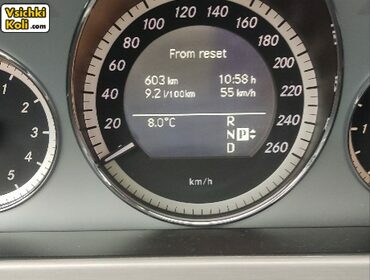 Vsichki
Koli.com
From reset
603 km 10:58 h
9.2 l/100km 55 km/h
8.0°C
R
N P
D
20
40
60
80
100
120
140
160
180
200
220
240
260
km/h
1
2
3
4
5
1